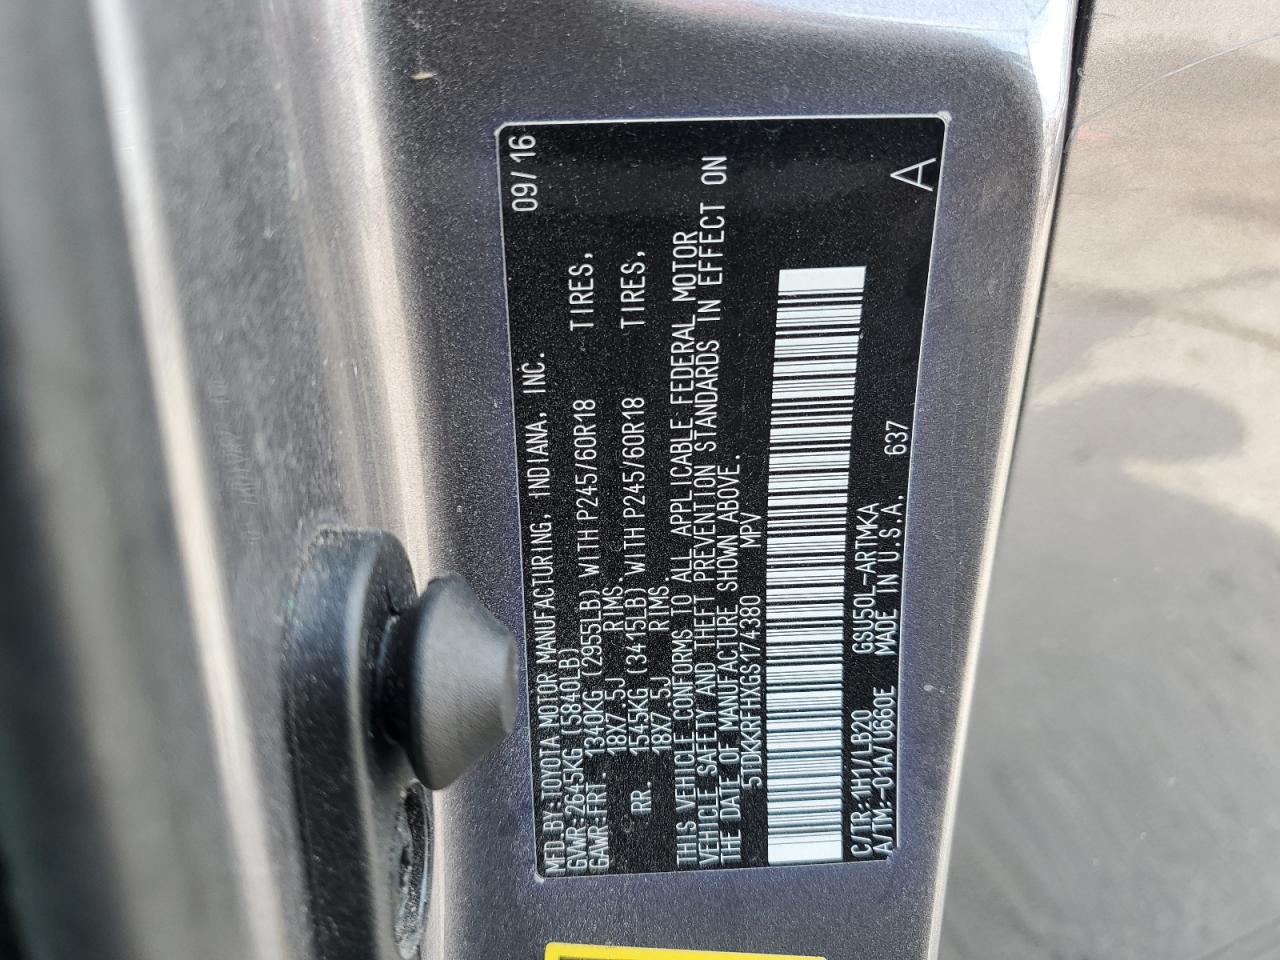 MFD.BY:TOYOTA MOTOR MANUFACTURING, INDIANA, INC. 09/16
GVWR:2645KG (5840LB)
GAWR:FRT. 1340KG (2955LB) WITH P245/60R18 TIRES,
18X7.5J RIMS.
RR. 1545KG (3415LB) WITH P245/60R18 TIRES,
18X7.5J RIMS.
THIS VEHICLE CONFORMS TO ALL APPLICABLE FEDERAL MOTOR
VEHICLE SAFETY AND THEFT PREVENTION STANDARDS IN EFFECT ON
THE DATE OF MANUFACTURE SHOWN ABOVE.
5TDKKRFHXGS174380 MPV
C/TR:1H1/LB20 GSU50L-ARTMKA
A/TM:-01A/U660E MADE IN U.S.A. 637
A